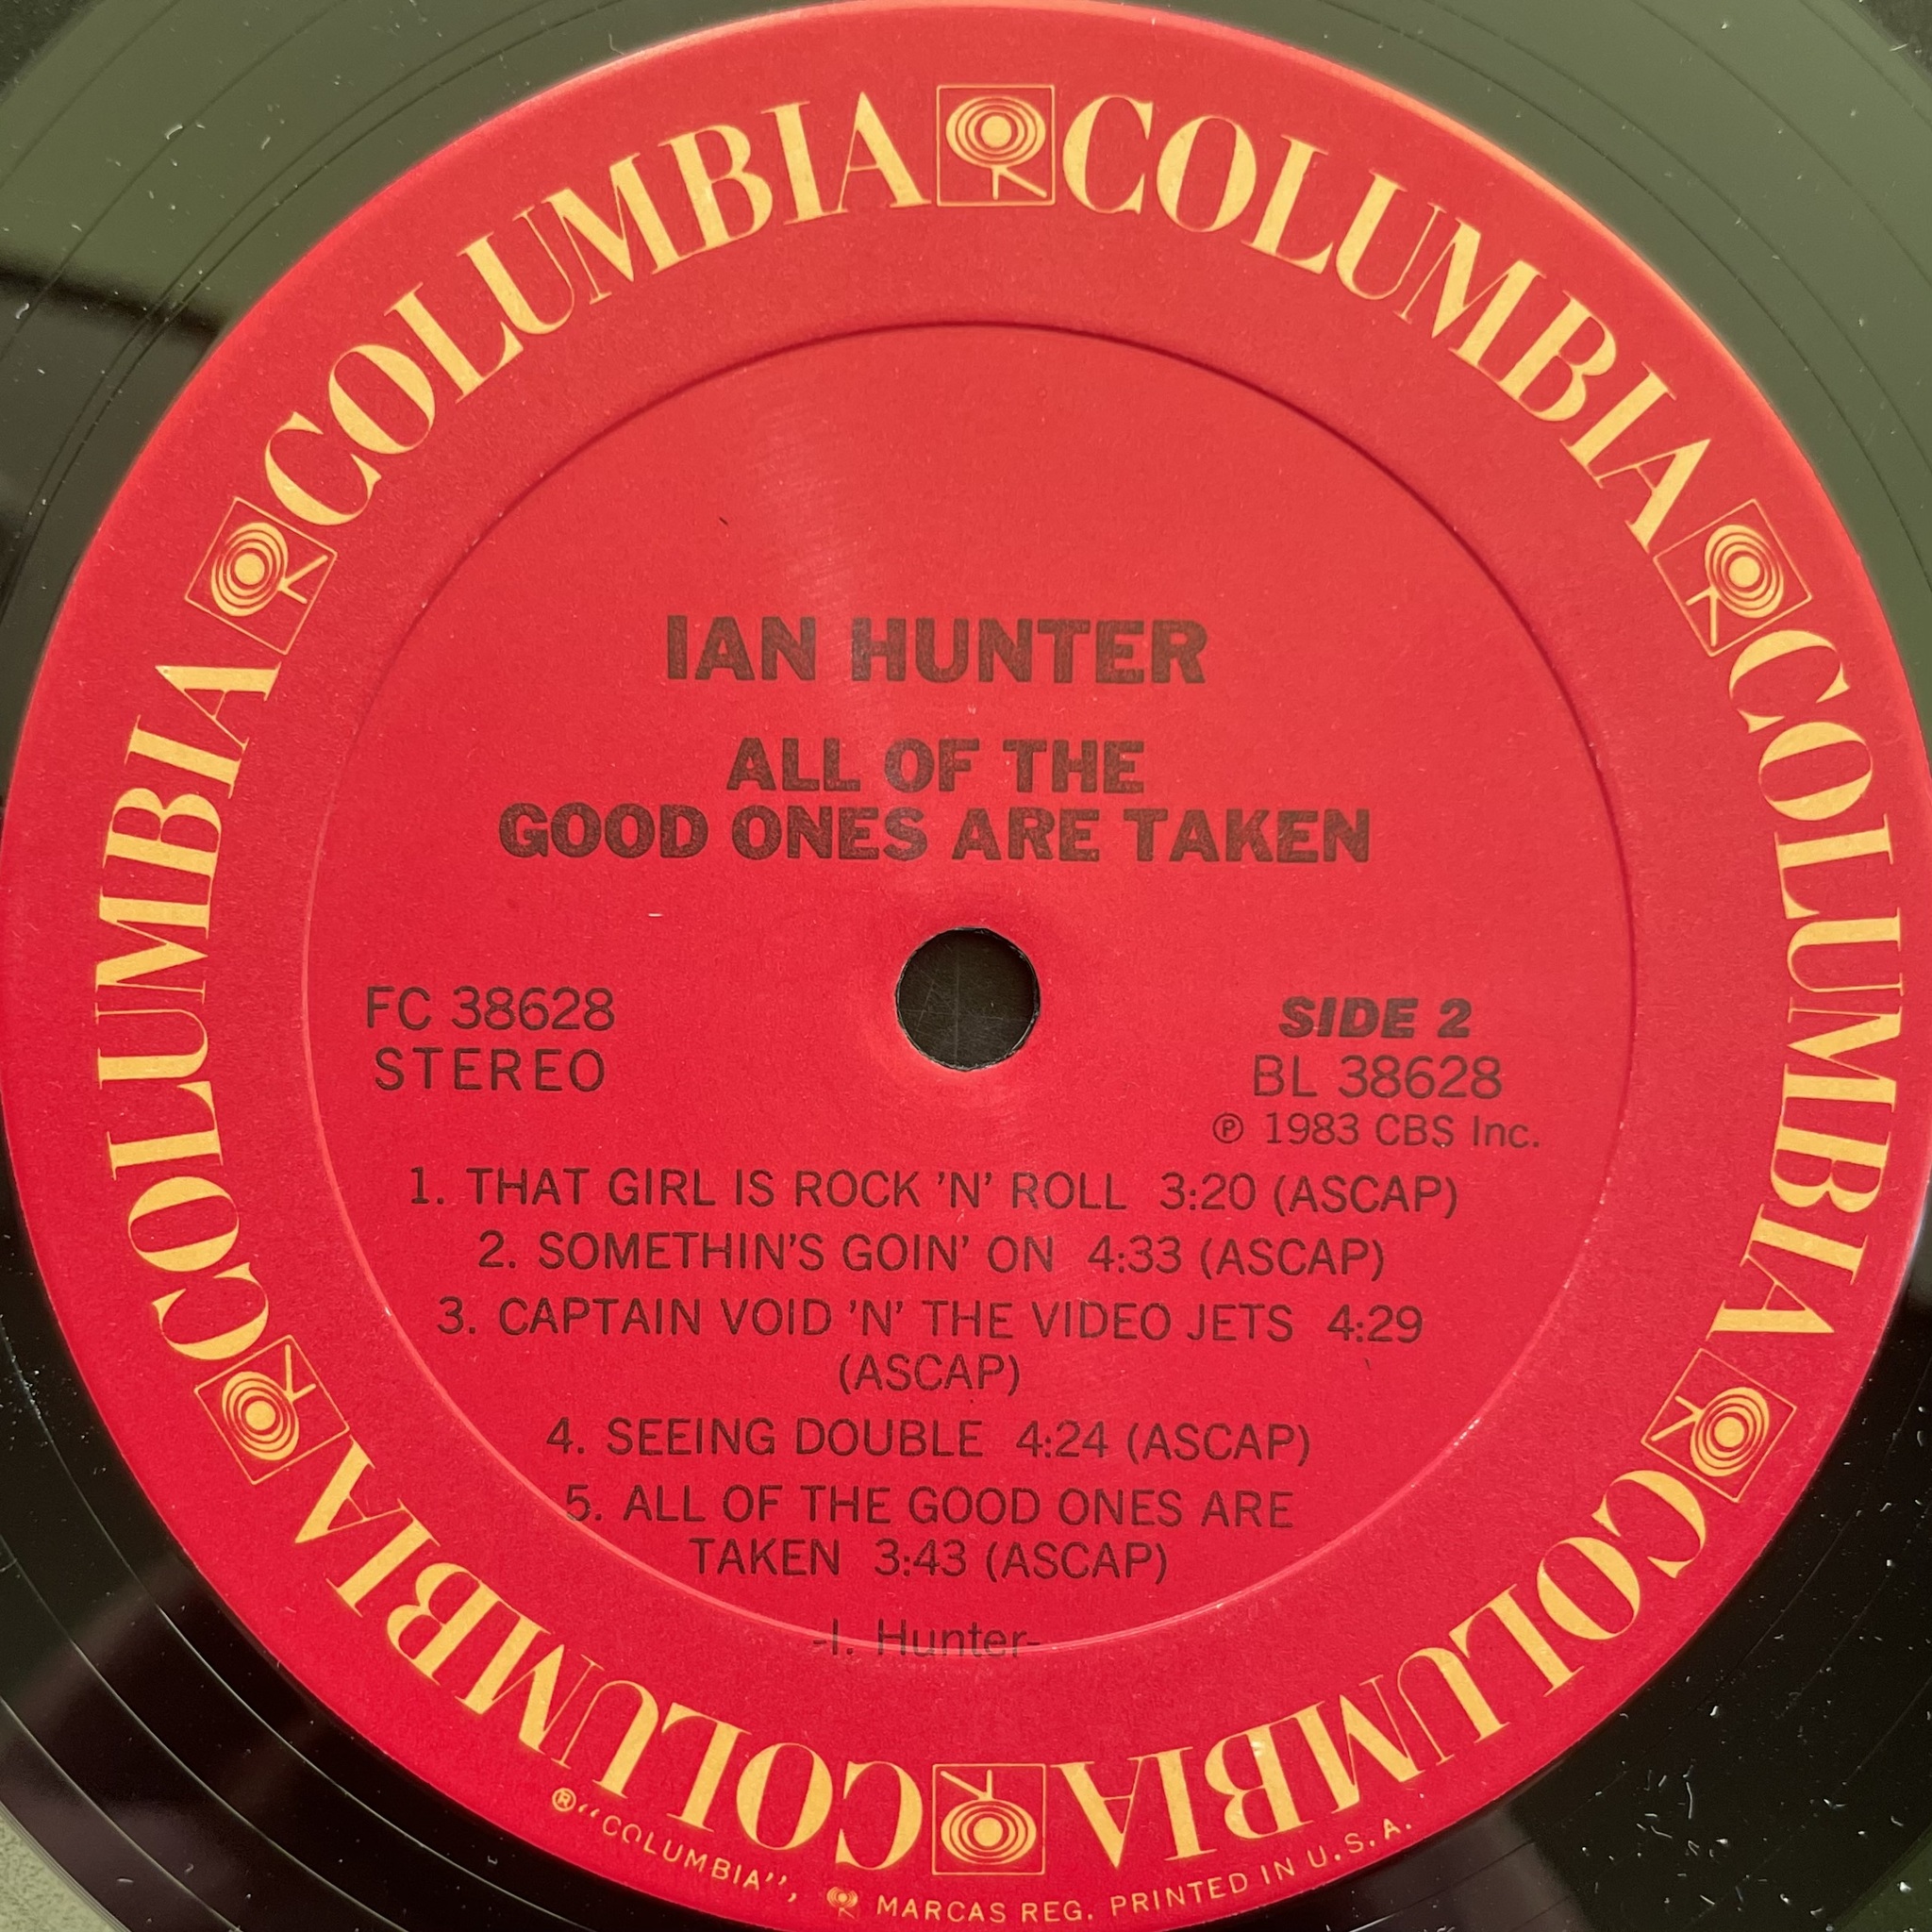 COLUMBIA COLUMBIA COLUMBIA COLUMBIA COLUMBIA COLUMBIA
IAN HUNTER
ALL OF THE
GOOD ONES ARE TAKEN
FC 38628
STEREO
SIDE 2
BL 38628
℗ 1983 CBS Inc.
1. THAT GIRL IS ROCK 'N' ROLL 3:20 (ASCAP)
2. SOMETHIN'S GOIN' ON 4:33 (ASCAP)
3. CAPTAIN VOID 'N' THE VIDEO JETS 4:29
(ASCAP)
4. SEEING DOUBLE 4:24 (ASCAP)
5. ALL OF THE GOOD ONES ARE
TAKEN 3:43 (ASCAP)
-I. Hunter-
® "COLUMBIA", MARCAS REG. PRINTED IN U.S.A.